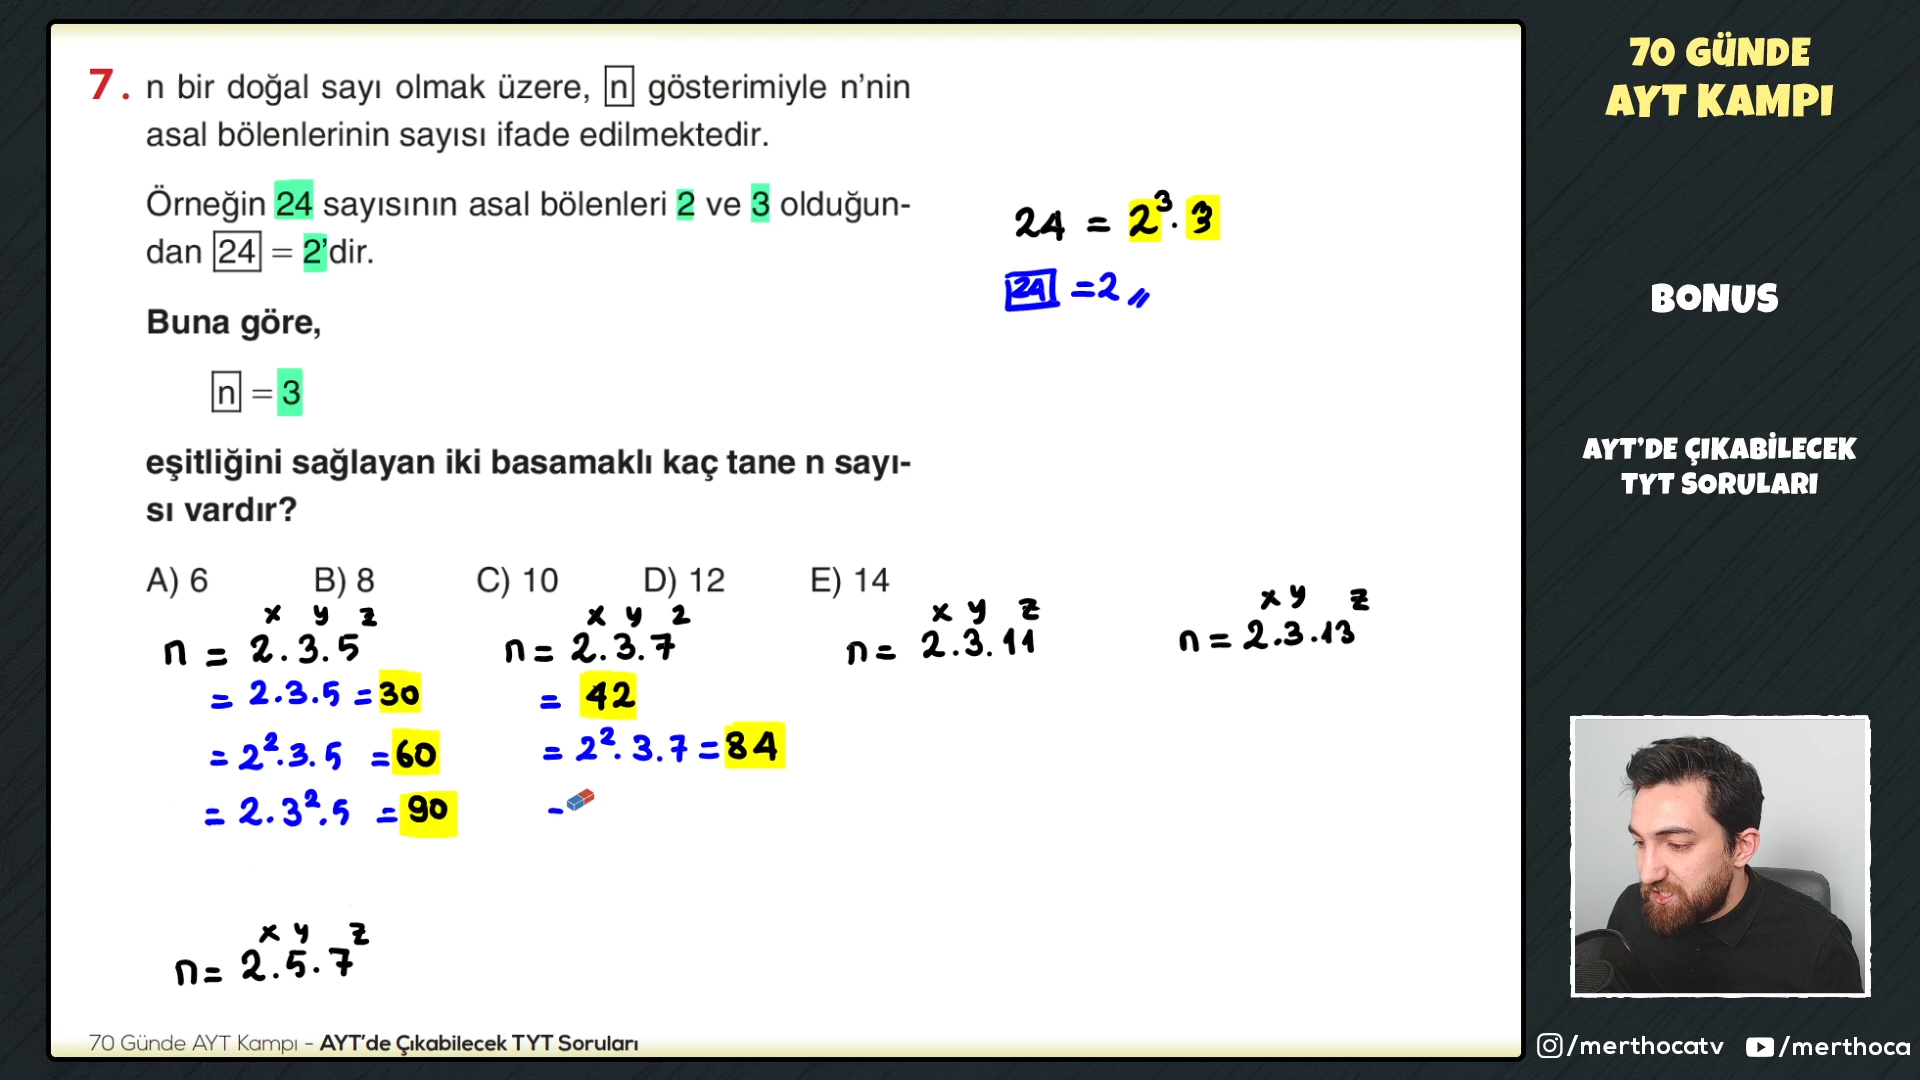 7. n bir doğal sayı olmak üzere, n gösterimiyle n’nin
asal bölenlerinin sayısı ifade edilmektedir.
Örneğin 24 sayısının asal bölenleri 2 ve 3 olduğun-
dan 24 = 2’dir.
Buna göre,
n = 3
eşitliğini sağlayan iki basamaklı kaç tane n sayı-
sı vardır?
A) 6 B) 8 C) 10 D) 12 E) 14
24 = 2³ . 3
24 = 2 //
x y z
n = 2 . 3 . 5
= 2 . 3 . 5 = 30
= 2² . 3 . 5 = 60
= 2 . 3² . 5 = 90
x y z
n = 2 . 3 . 7
= 42
= 2² . 3 . 7 = 84
-
x y z
n = 2 . 3 . 11
x y z
n = 2 . 3 . 13
x y z
n = 2 . 5 . 7
70 Günde AYT Kampı - AYT’de Çıkabilecek TYT Soruları
70 GÜNDE
AYT KAMPI
BONUS
AYT’DE ÇIKABİLECEK
TYT SORULARI
/merthocatv /merthoca